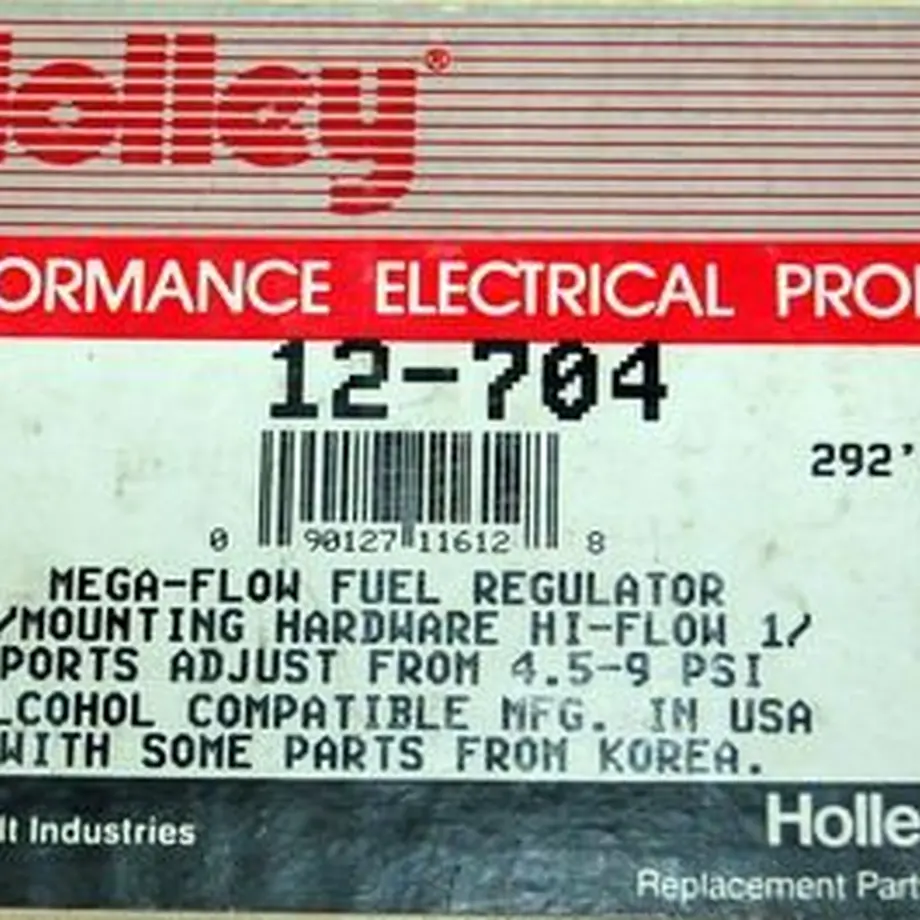 olley®
ORMANCE ELECTRICAL PRO
12-704
292'
0 90127 11612 8
MEGA-FLOW FUEL REGULATOR
/MOUNTING HARDWARE HI-FLOW 1/
PORTS ADJUST FROM 4.5-9 PSI
LCOHOL COMPATIBLE MFG. IN USA
WITH SOME PARTS FROM KOREA.
lt Industries
Holle
Replacement Part